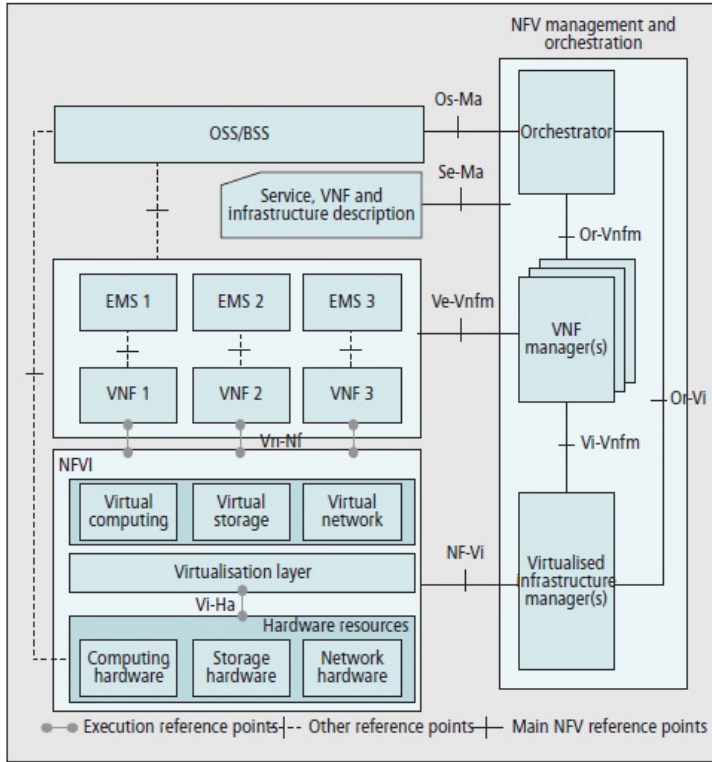 NFV management and
orchestration
Os-Ma
OSS/BSS
Orchestrator
Se-Ma
Service, VNF and
infrastructure description
Or-Vnfm
EMS 1
EMS 2
EMS 3
Ve-Vnfm
VNF
manager(s)
VNF 1
VNF 2
VNF 3
Or-Vi
Vn-Nf
Vi-Vnfm
NFVI
Virtual
computing
Virtual
storage
Virtual
network
NF-Vi
Virtualisation layer
Virtualised
infrastructure
manager(s)
Vi-Ha
Hardware resources
Computing
hardware
Storage
hardware
Network
hardware
Execution reference points
Other reference points
Main NFV reference points